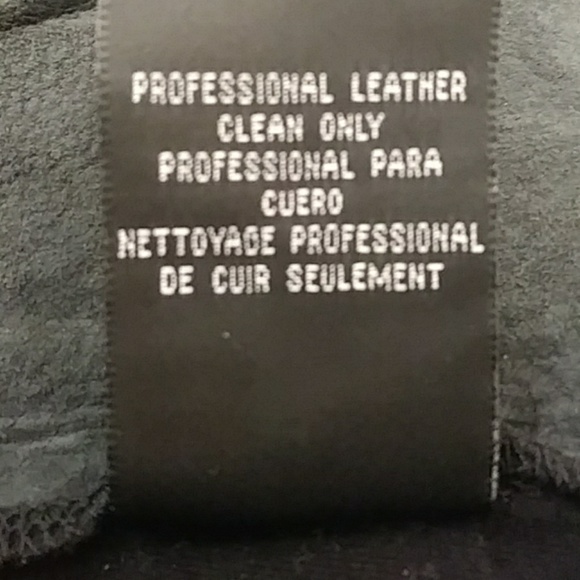 PROFESSIONAL LEATHER
CLEAN ONLY
PROFESSIONAL PARA
CUERO
NETTOYAGE PROFESSIONAL
DE CUIR SEULEMENT